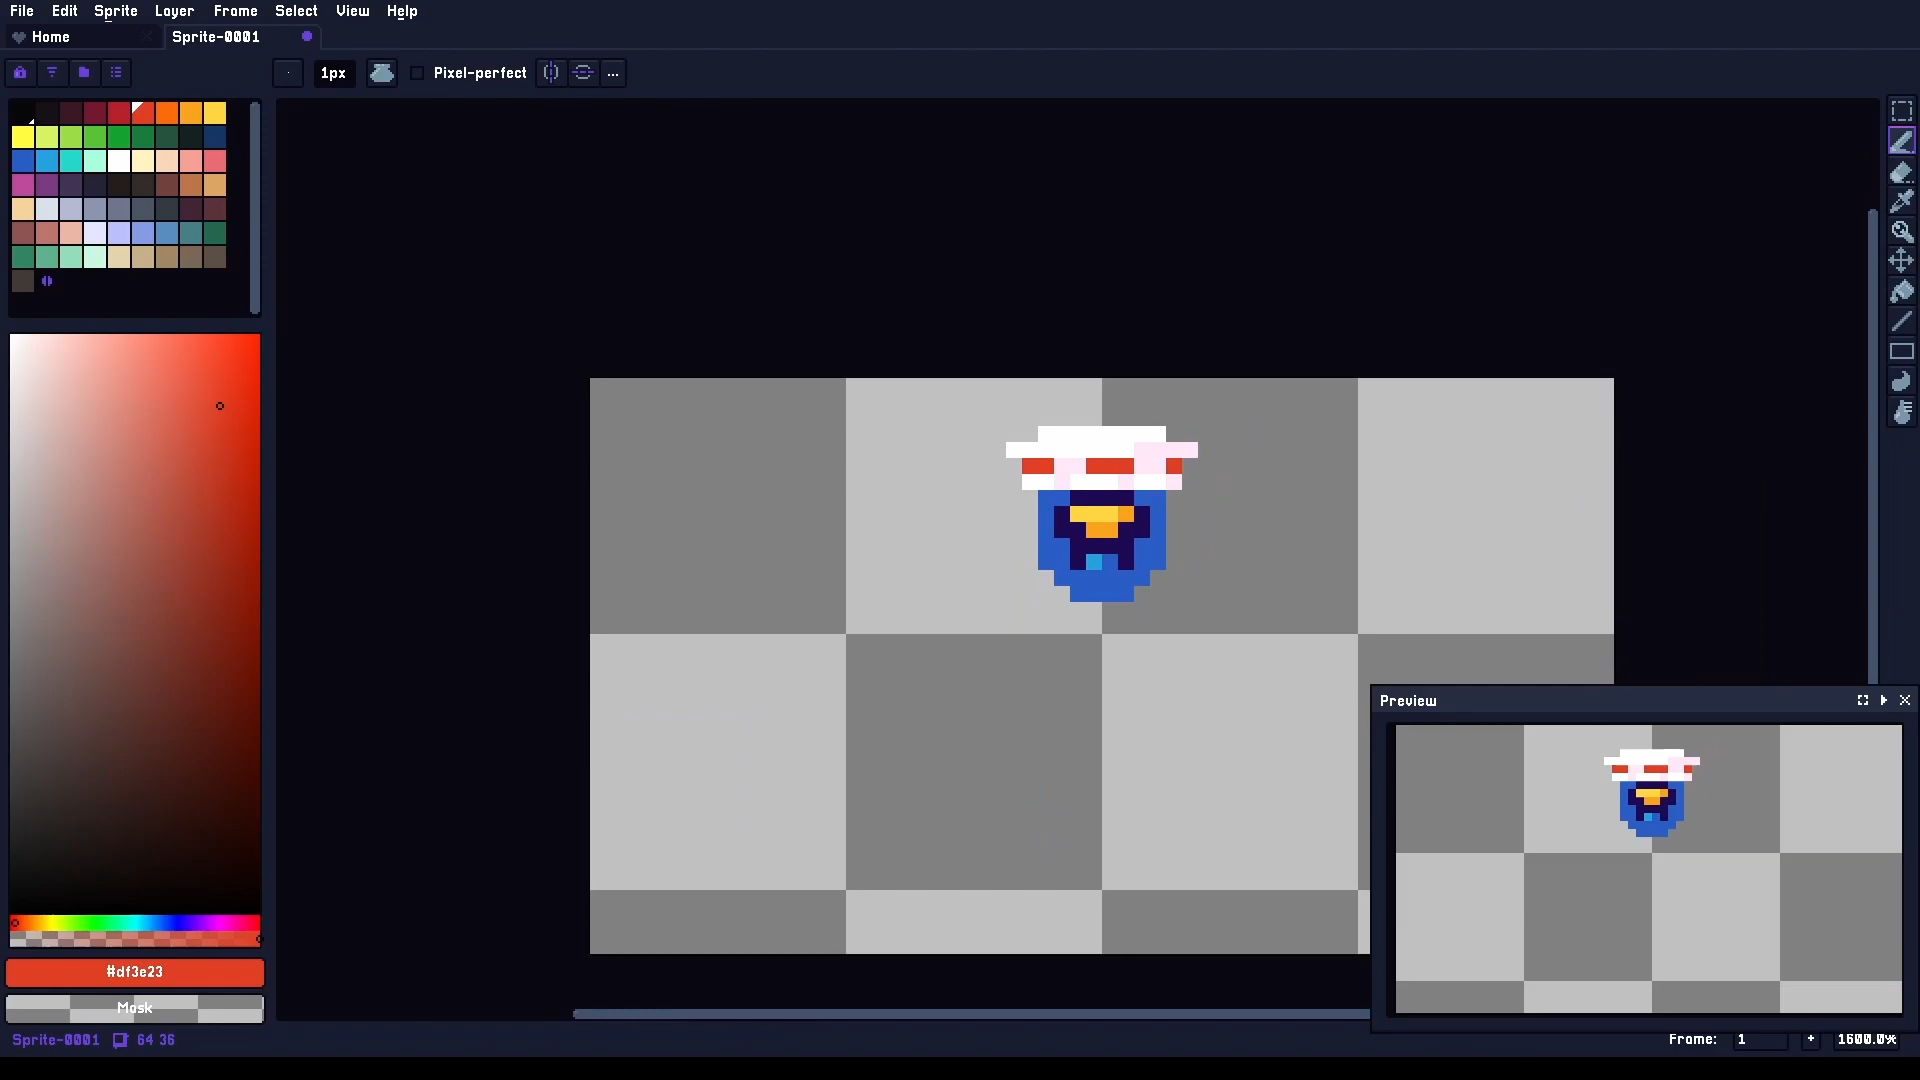 File Edit Sprite Layer Frame Select View Help
Home Sprite-0001
1px Pixel-perfect ...
Preview
#df3e23
Mask
Sprite-0001 64 36 Frame: 1 + 1600.0%